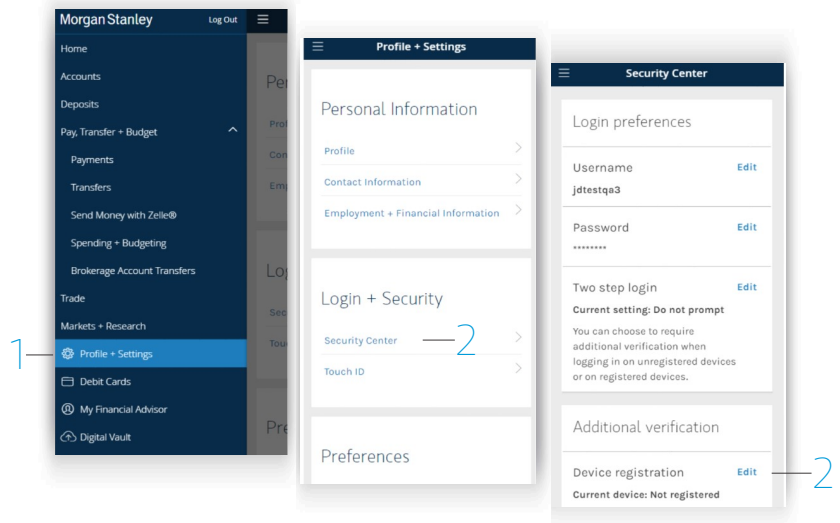 Morgan Stanley Log Out
Home
Accounts
Deposits
Pay, Transfer + Budget
Payments
Transfers
Send Money with Zelle®
Spending + Budgeting
Brokerage Account Transfers
Trade
Markets + Research
1
Profile + Settings
Debit Cards
My Financial Advisor
Digital Vault
Profile + Settings
Personal Information
Profile
Contact Information
Employment + Financial Information
Login + Security
Security Center 2
Touch ID
Preferences
Security Center
Login preferences
Username Edit
jdtestqa3
Password Edit
********
Two step login Edit
Current setting: Do not prompt
You can choose to require
additional verification when
logging in on unregistered devices
or on registered devices.
Additional verification
Device registration Edit 2
Current device: Not registered